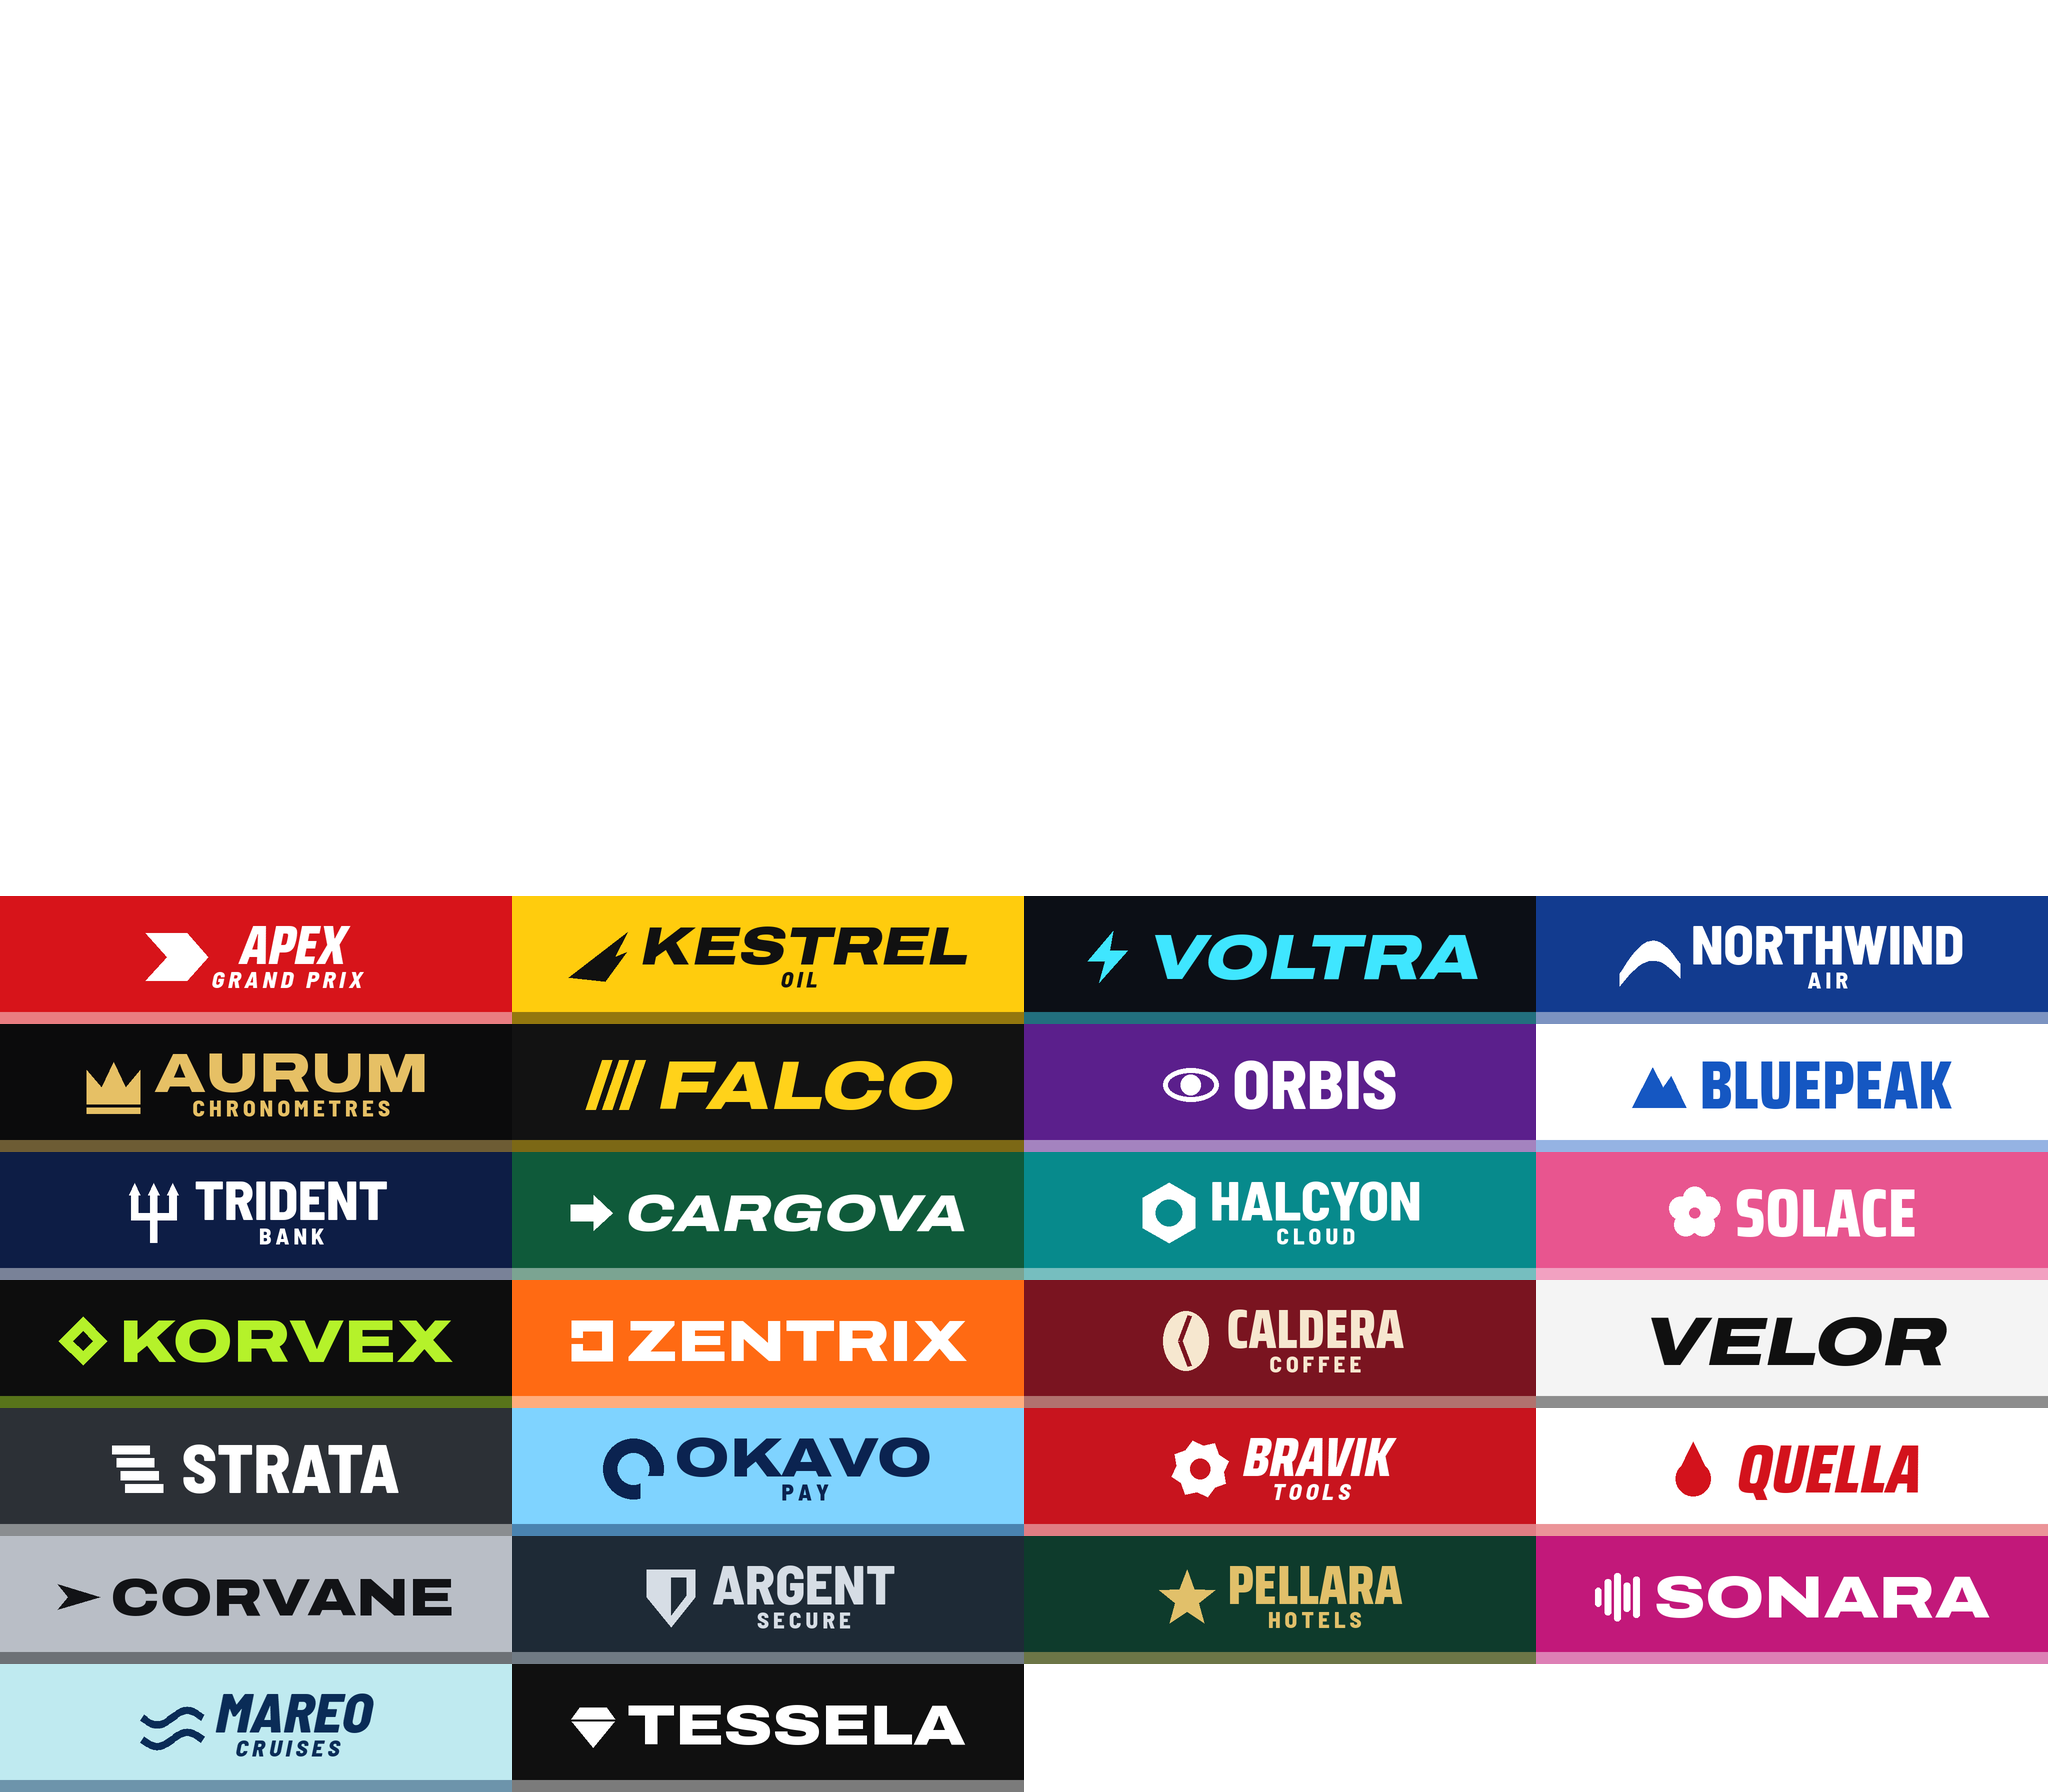 APEX
GRAND PRIX
KESTREL
OIL
VOLTRA
NORTHWIND
AIR
AURUM
CHRONOMETRES
FALCO
ORBIS
BLUEPEAK
TRIDENT
BANK
CARGOVA
HALCYON
CLOUD
SOLACE
KORVEX
ZENTRIX
CALDERA
COFFEE
VELOR
STRATA
OKAVO
PAY
BRAVIK
TOOLS
QUELLA
CORVANE
ARGENT
SECURE
PELLARA
HOTELS
SONARA
MAREO
CRUISES
TESSELA